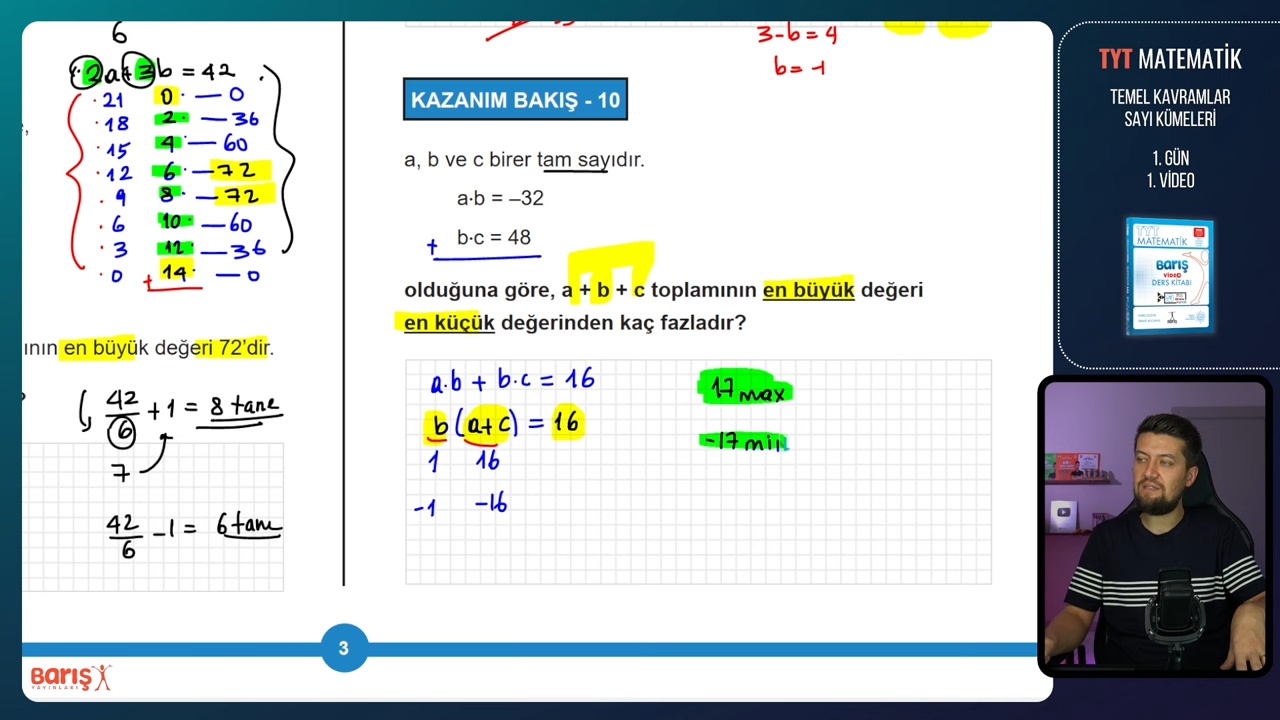 6
2a+3b = 42
21 0 — 0
18 2 — 36
15 4 — 60
12 6 — 72
9 8 — 72
6 10 — 60
3 12 — 36
0 + 14 — 0
ının en büyük değeri 72'dir.
42/6 + 1 = 8 tane
7
42/6 - 1 = 6 tane
3-b = 4
b = -1
KAZANIM BAKIŞ - 10
a, b ve c birer tam sayıdır.
a·b = –32
+ b·c = 48
olduğuna göre, a + b + c toplamının en büyük değeri
en küçük değerinden kaç fazladır?
a.b + b.c = 16
b (a+c) = 16
1 16
-1 -16
17 max
-17 min
3
BARIŞ
YAYINLARI
TYT MATEMATİK
TEMEL KAVRAMLAR
SAYI KÜMELERİ
1. GÜN
1. VİDEO
TYT
MATEMATİK
BARIŞ
VİDEO
DERS KİTABI